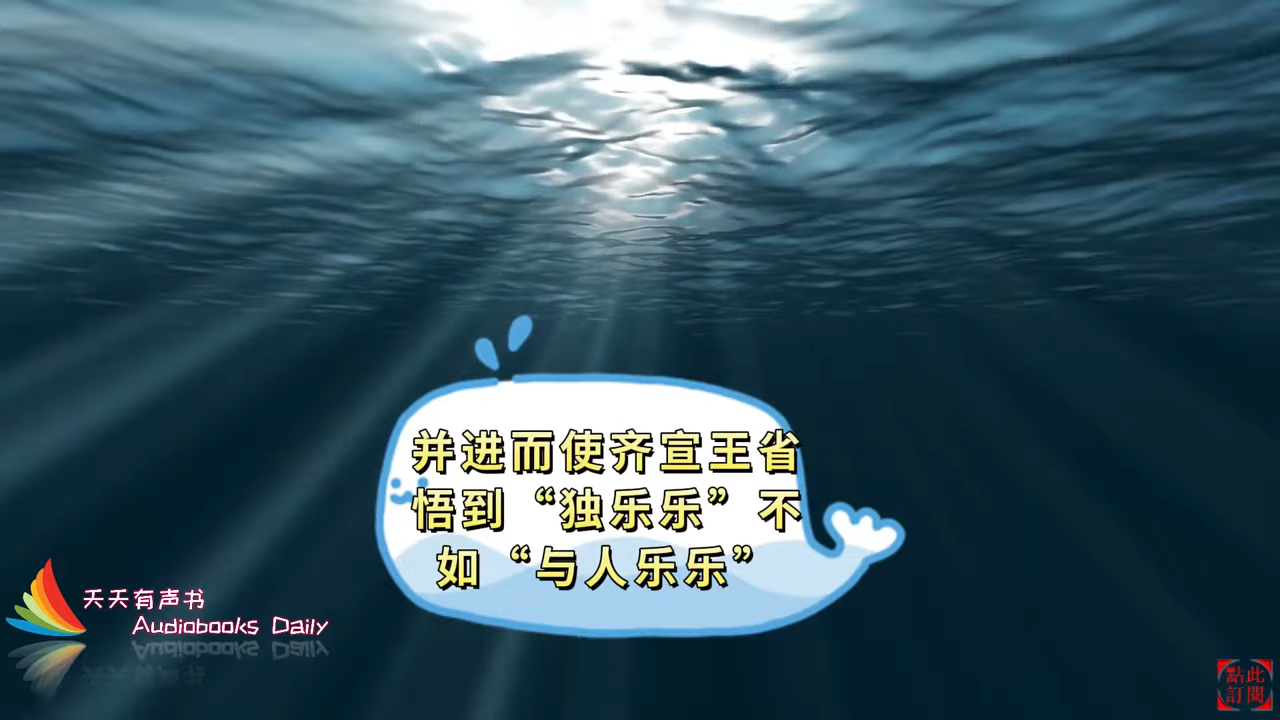 并进而使齐宣王省
悟到“独乐乐”不
如“与人乐乐”
天天有声书
Audiobooks Daily
點此
訂閱